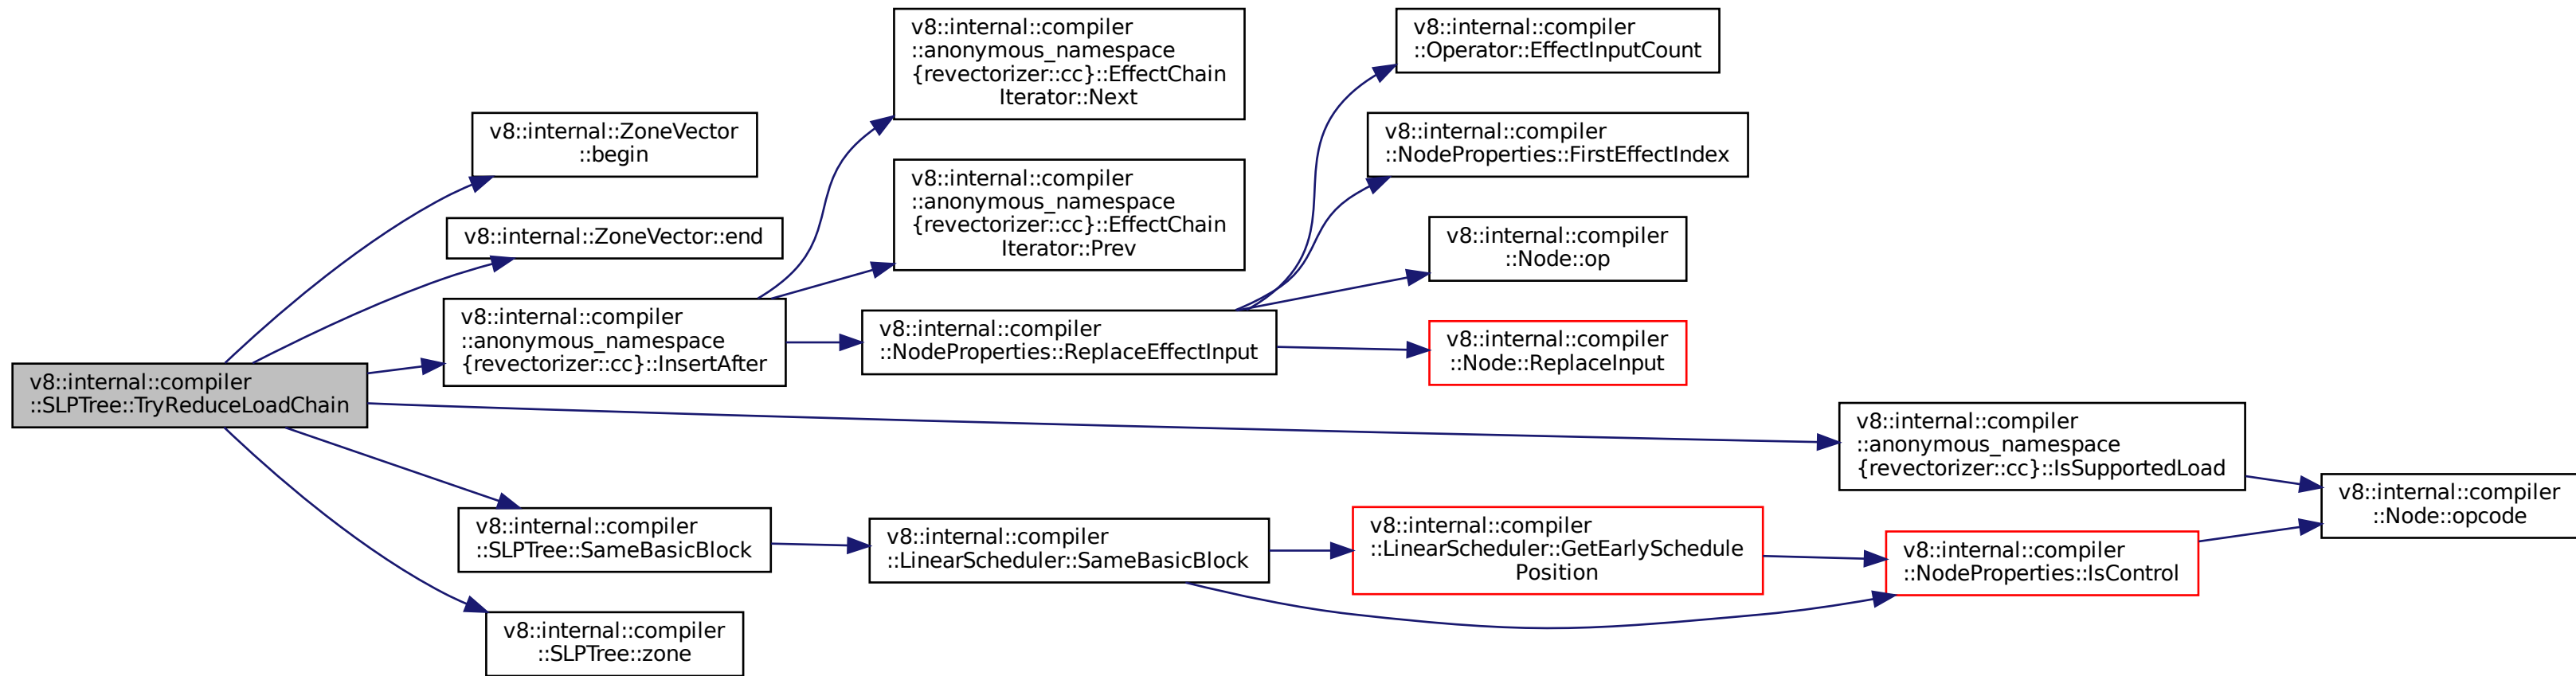 v8::internal::compiler
::SLPTree::TryReduceLoadChain
v8::internal::ZoneVector
::begin
v8::internal::ZoneVector::end
v8::internal::compiler
::anonymous_namespace
{revectorizer::cc}::InsertAfter
v8::internal::compiler
::SLPTree::SameBasicBlock
v8::internal::compiler
::SLPTree::zone
v8::internal::compiler
::anonymous_namespace
{revectorizer::cc}::EffectChain
Iterator::Next
v8::internal::compiler
::anonymous_namespace
{revectorizer::cc}::EffectChain
Iterator::Prev
v8::internal::compiler
::NodeProperties::ReplaceEffectInput
v8::internal::compiler
::LinearScheduler::SameBasicBlock
v8::internal::compiler
::Operator::EffectInputCount
v8::internal::compiler
::NodeProperties::FirstEffectIndex
v8::internal::compiler
::Node::op
v8::internal::compiler
::Node::ReplaceInput
v8::internal::compiler
::LinearScheduler::GetEarlySchedule
Position
v8::internal::compiler
::anonymous_namespace
{revectorizer::cc}::IsSupportedLoad
v8::internal::compiler
::NodeProperties::IsControl
v8::internal::compiler
::Node::opcode